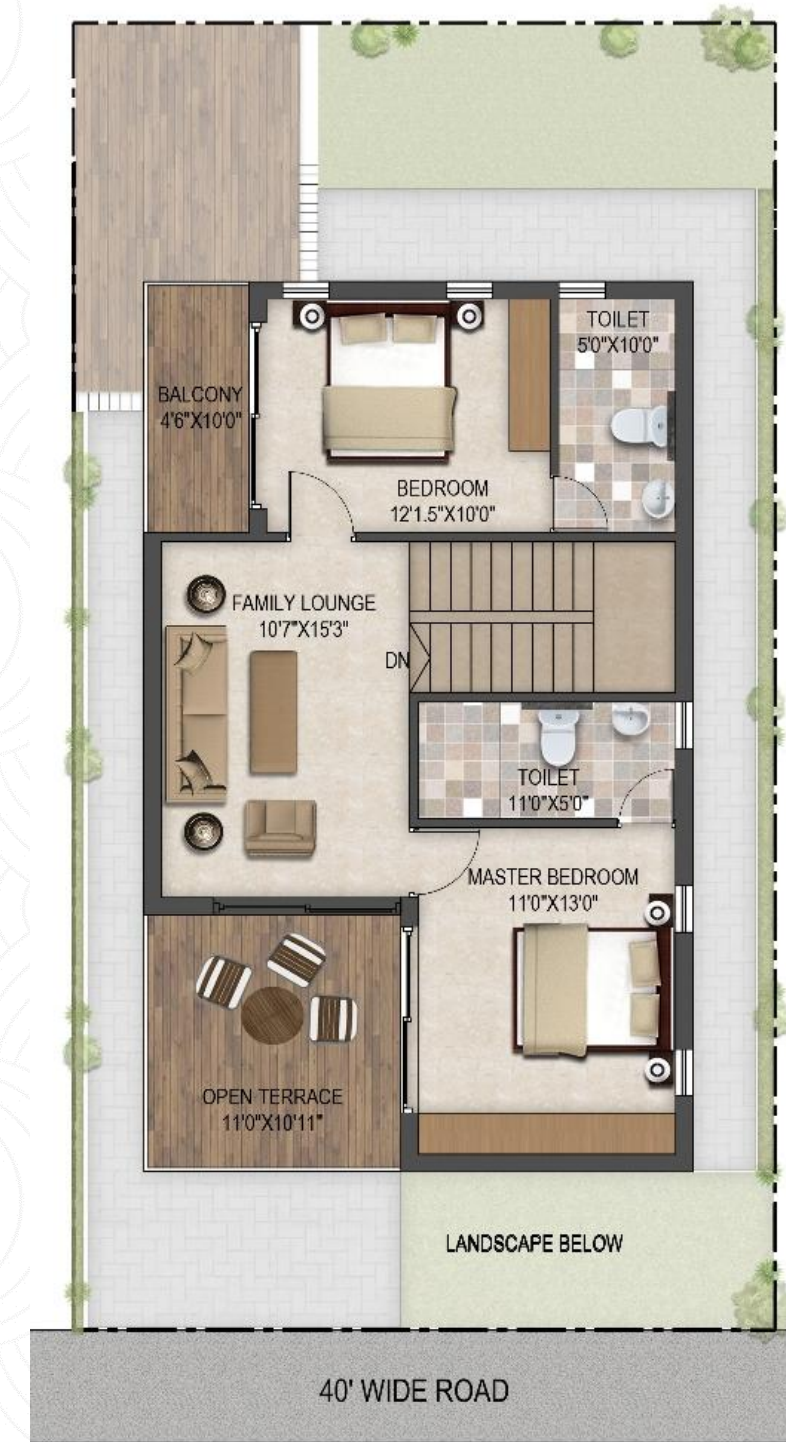 TOILET
5'0"X10'0"
BALCONY
4'6"X10'0"
BEDROOM
12'1.5"X10'0"
FAMILY LOUNGE
10'7"X15'3"
DN
TOILET
11'0"X5'0"
MASTER BEDROOM
11'0"X13'0"
OPEN TERRACE
11'0"X10'11"
LANDSCAPE BELOW
40' WIDE ROAD